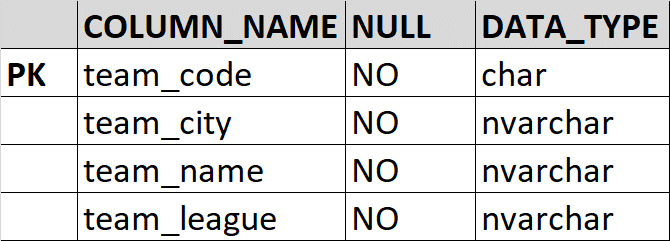 COLUMN_NAME NULL DATA_TYPE
PK team_code NO char
team_city NO nvarchar
team_name NO nvarchar
team_league NO nvarchar